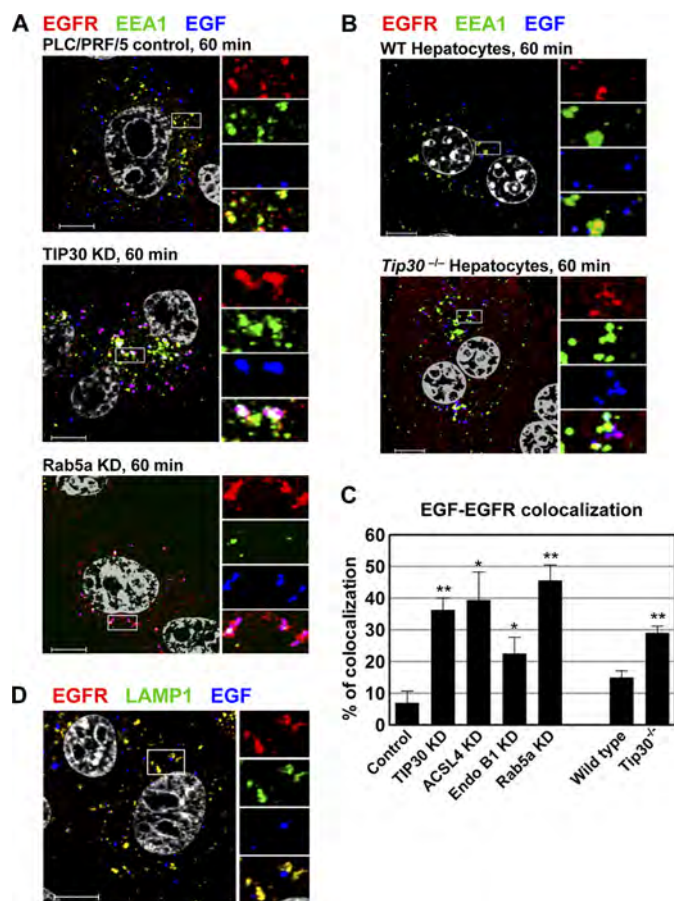 A EGFR EEA1 EGF
PLC/PRF/5 control, 60 min
TIP30 KD, 60 min
Rab5a KD, 60 min
B EGFR EEA1 EGF
WT Hepatocytes, 60 min
Tip30 –/– Hepatocytes, 60 min
C
EGF-EGFR colocalization
% of colocalization
60
50
40
30
20
10
0
** * * ** **
Control TIP30 KD ACSL4 KD Endo B1 KD Rab5a KD Wild type Tip30–/–
D EGFR LAMP1 EGF